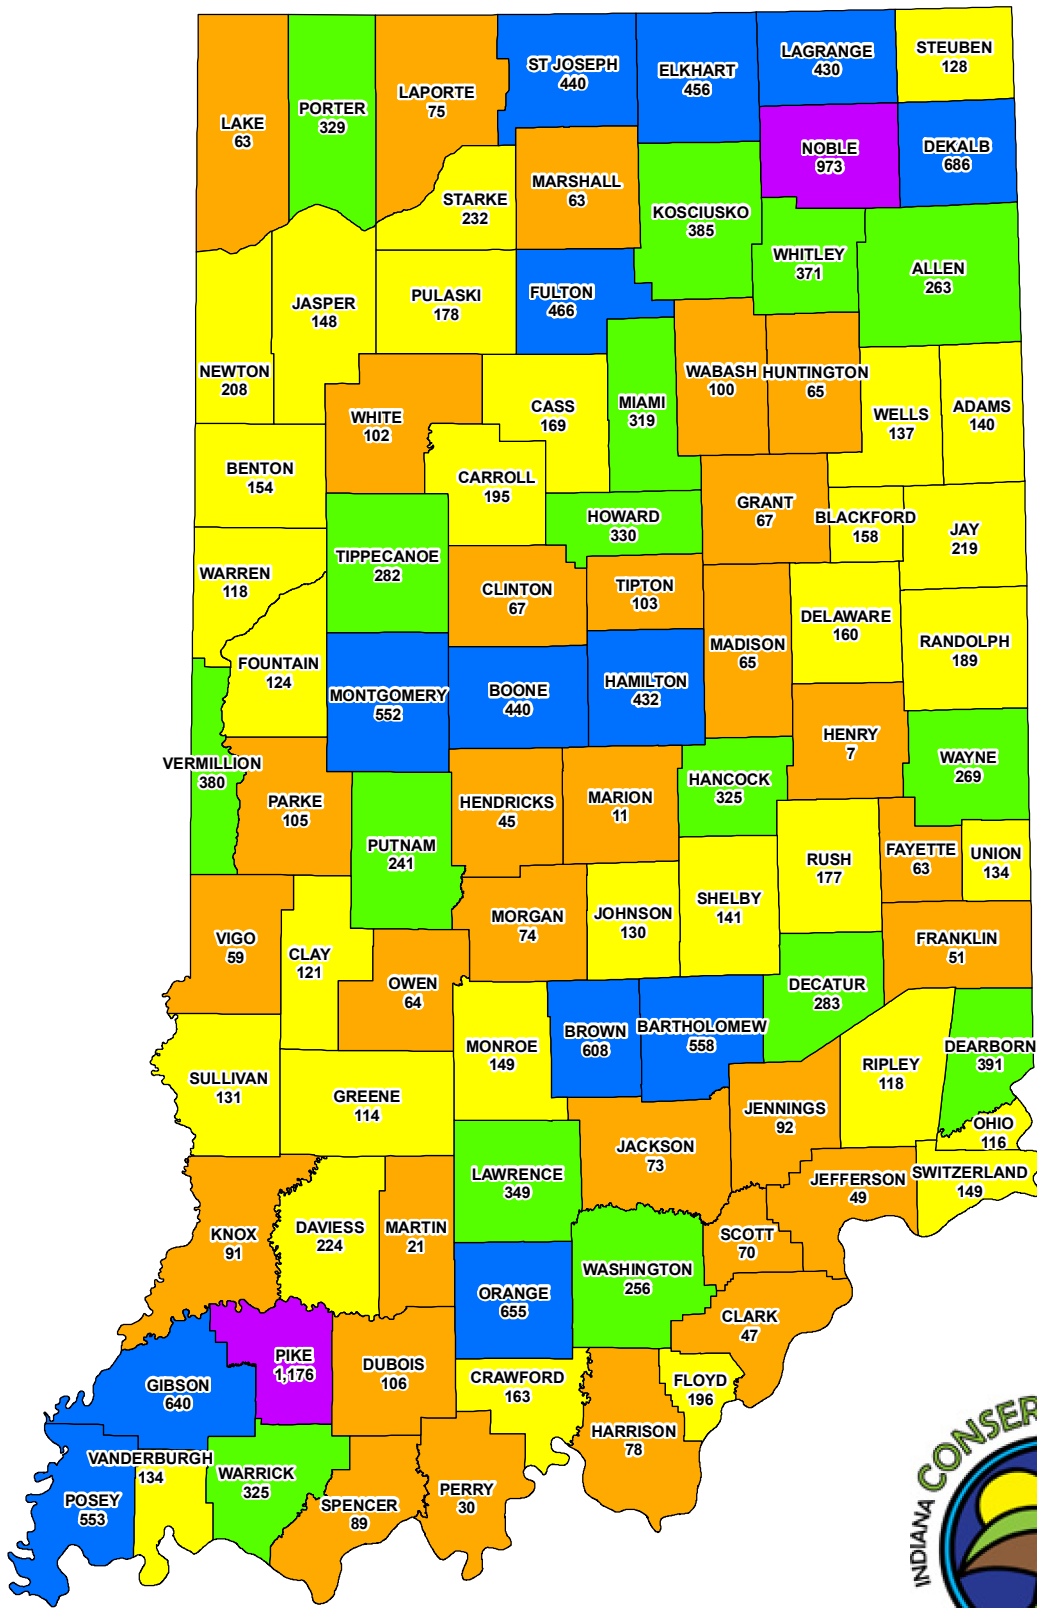 STEUBEN
128
LAGRANGE
430
ST JOSEPH
440
ELKHART
456
LAPORTE
75
PORTER
329
LAKE
63
NOBLE
973
DEKALB
686
MARSHALL
63
STARKE
232
KOSCIUSKO
385
WHITLEY
371
ALLEN
263
JASPER
148
PULASKI
178
FULTON
466
NEWTON
208
WABASH
100
HUNTINGTON
65
WHITE
102
CASS
169
MIAMI
319
WELLS
137
ADAMS
140
BENTON
154
CARROLL
195
GRANT
67
BLACKFORD
158
HOWARD
330
JAY
219
WARREN
118
TIPPECANOE
282
CLINTON
67
TIPTON
103
DELAWARE
160
RANDOLPH
189
FOUNTAIN
124
MADISON
65
MONTGOMERY
552
BOONE
440
HAMILTON
432
HENRY
7
WAYNE
269
VERMILLION
380
PARKE
105
HENDRICKS
45
MARION
11
HANCOCK
325
PUTNAM
241
RUSH
177
FAYETTE
63
UNION
134
SHELBY
141
VIGO
59
CLAY
121
MORGAN
74
JOHNSON
130
FRANKLIN
51
OWEN
64
DECATUR
283
MONROE
149
BROWN
608
BARTHOLOMEW
558
DEARBORN
391
RIPLEY
118
SULLIVAN
131
GREENE
114
JENNINGS
92
OHIO
116
JACKSON
73
LAWRENCE
349
JEFFERSON
49
SWITZERLAND
149
KNOX
91
DAVIESS
224
MARTIN
21
SCOTT
70
WASHINGTON
256
ORANGE
655
CLARK
47
PIKE
1,176
DUBOIS
106
CRAWFORD
163
FLOYD
196
GIBSON
640
HARRISON
78
VANDERBURGH
134
WARRICK
325
POSEY
553
SPENCER
89
PERRY
30
INDIANA CONSER